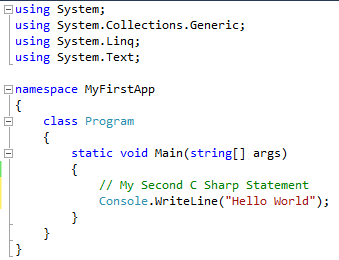 using System;
using System.Collections.Generic;
using System.Linq;
using System.Text;

namespace MyFirstApp
{
    class Program
    {
        static void Main(string[] args)
        {
            // My Second C Sharp Statement
            Console.WriteLine("Hello World");
        }
    }
}